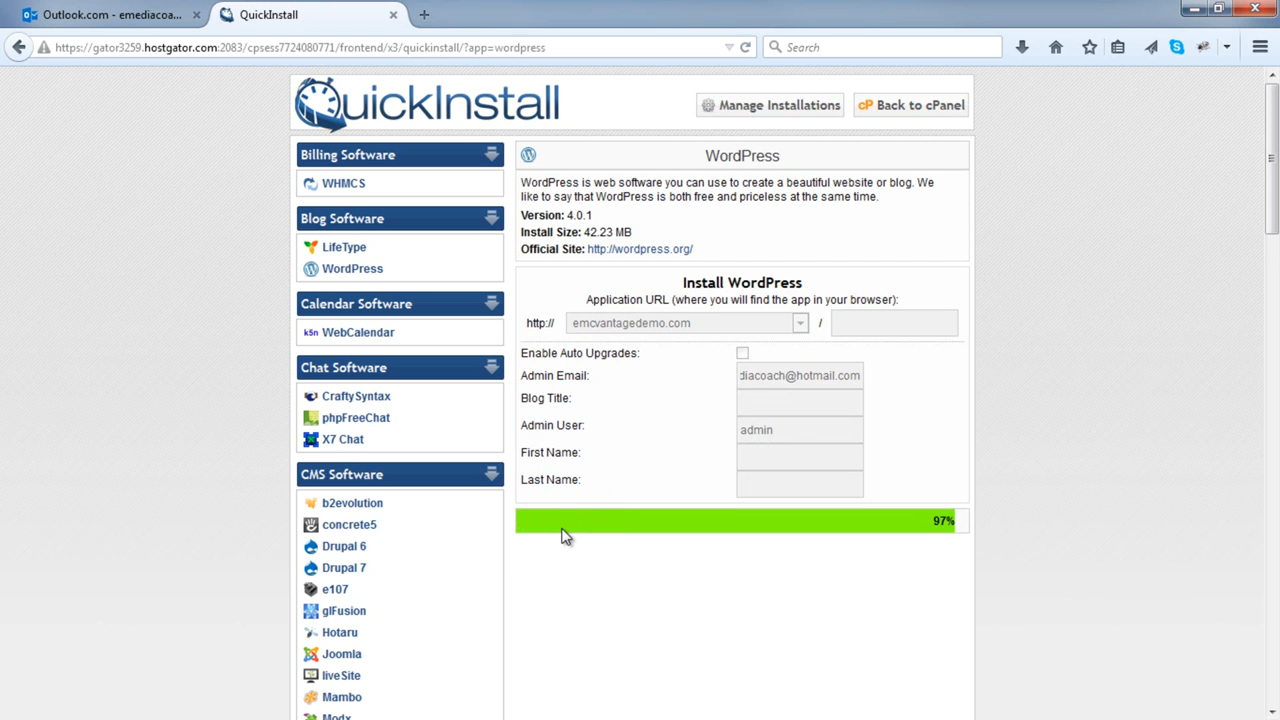 Outlook.com - emediacoa...
QuickInstall
https://gator3259.hostgator.com:2083/cpsess7724080771/frontend/x3/quickinstall/?app=wordpress
Search
QuickInstall
Manage Installations
cP Back to cPanel
Billing Software
WHMCS
Blog Software
LifeType
WordPress
Calendar Software
k5n WebCalendar
Chat Software
CraftySyntax
phpFreeChat
X7 Chat
CMS Software
b2evolution
concrete5
Drupal 6
Drupal 7
e107
glFusion
Hotaru
Joomla
liveSite
Mambo
Modx
WordPress
WordPress is web software you can use to create a beautiful website or blog. We
like to say that WordPress is both free and priceless at the same time.
Version: 4.0.1
Install Size: 42.23 MB
Official Site: http://wordpress.org/
Install WordPress
Application URL (where you will find the app in your browser):
http:// emcvantagedemo.com /
Enable Auto Upgrades:
Admin Email: diacoach@hotmail.com
Blog Title:
Admin User: admin
First Name:
Last Name:
97%